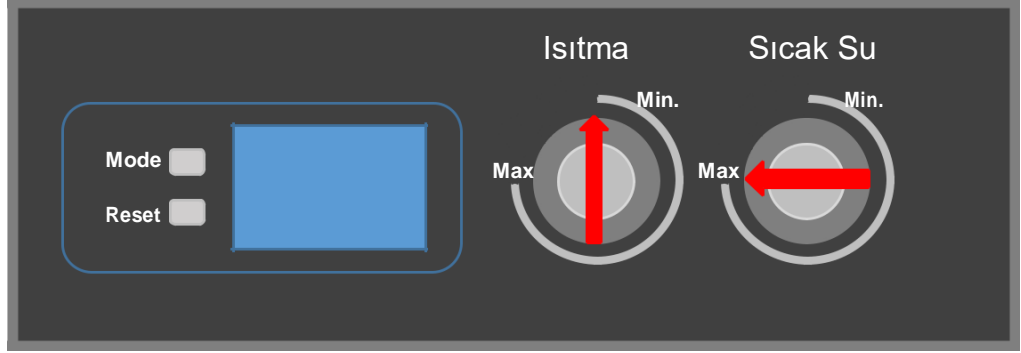 Isıtma
Sıcak Su
Min.
Min.
Mode
Max
Max
Reset